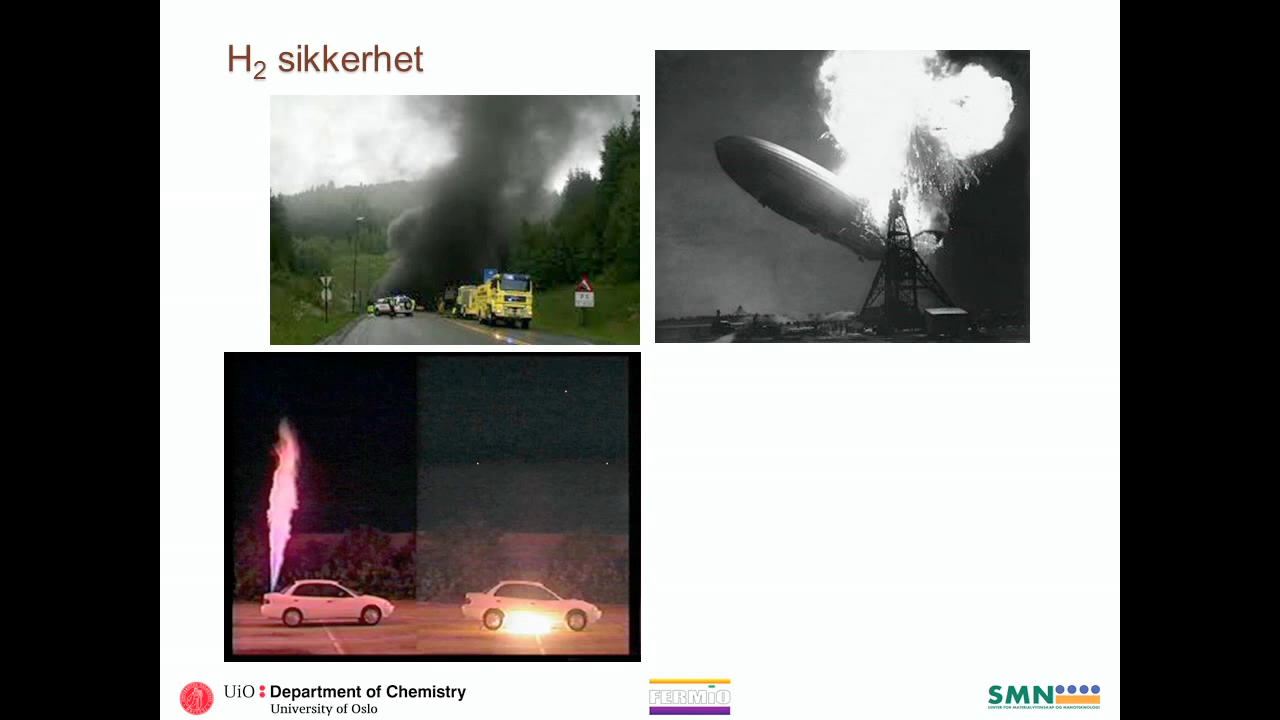 H₂ sikkerhet
UiO Department of Chemistry
University of Oslo
FERMiO
SMN
SENTER FOR MATERIALVITENSKAP OG NANOTEKNOLOGI